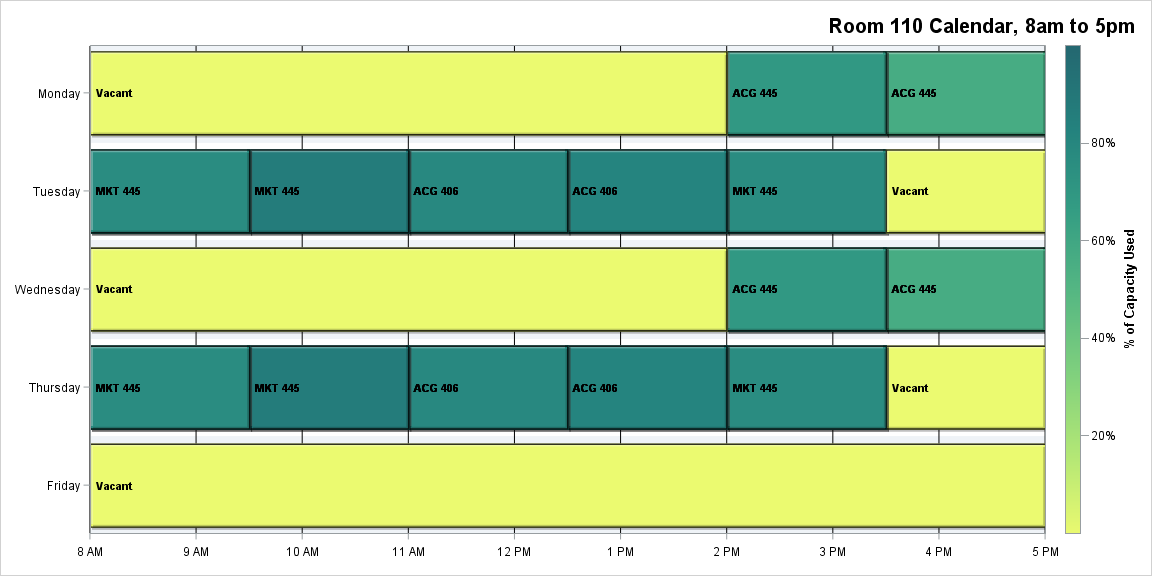 Room 110 Calendar, 8am to 5pm
Monday
Vacant
ACG 445
ACG 445
Tuesday
MKT 445
MKT 445
ACG 406
ACG 406
MKT 445
Vacant
Wednesday
Vacant
ACG 445
ACG 445
Thursday
MKT 445
MKT 445
ACG 406
ACG 406
MKT 445
Vacant
Friday
Vacant
8 AM
9 AM
10 AM
11 AM
12 PM
1 PM
2 PM
3 PM
4 PM
5 PM
80%
60%
40%
20%
% of Capacity Used